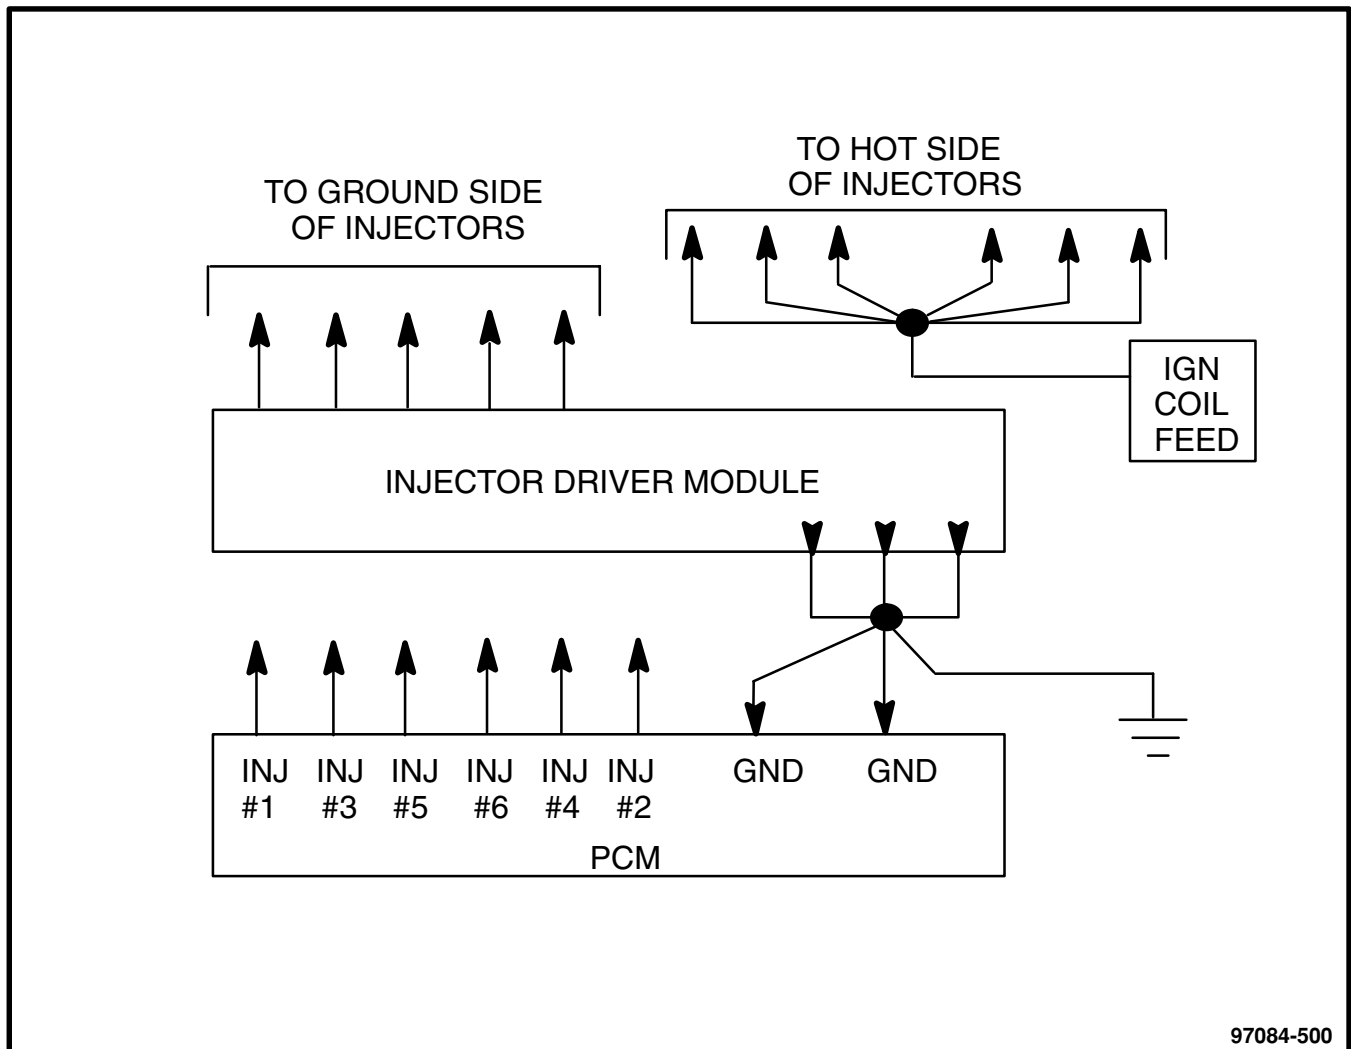 TO HOT SIDE
OF INJECTORS
TO GROUND SIDE
OF INJECTORS
IGN
COIL
FEED
INJECTOR DRIVER MODULE
INJ INJ INJ INJ INJ INJ GND GND
#1 #3 #5 #6 #4 #2
PCM
97084-500